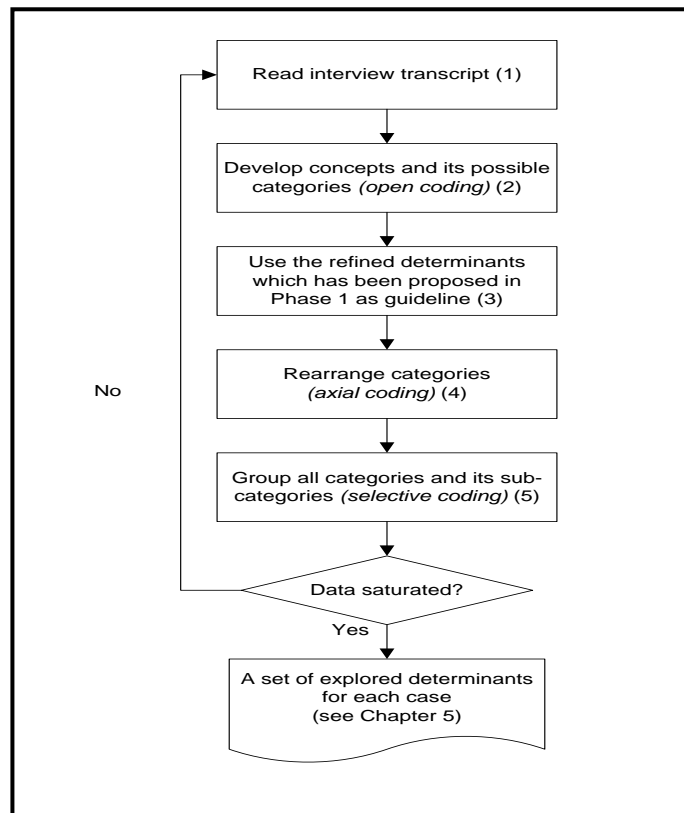 Read interview transcript (1)
Develop concepts and its possible
categories (open coding) (2)
Use the refined determinants
which has been proposed in
Phase 1 as guideline (3)
Rearrange categories
(axial coding) (4)
No
Group all categories and its sub-
categories (selective coding) (5)
Data saturated?
Yes
A set of explored determinants
for each case
(see Chapter 5)